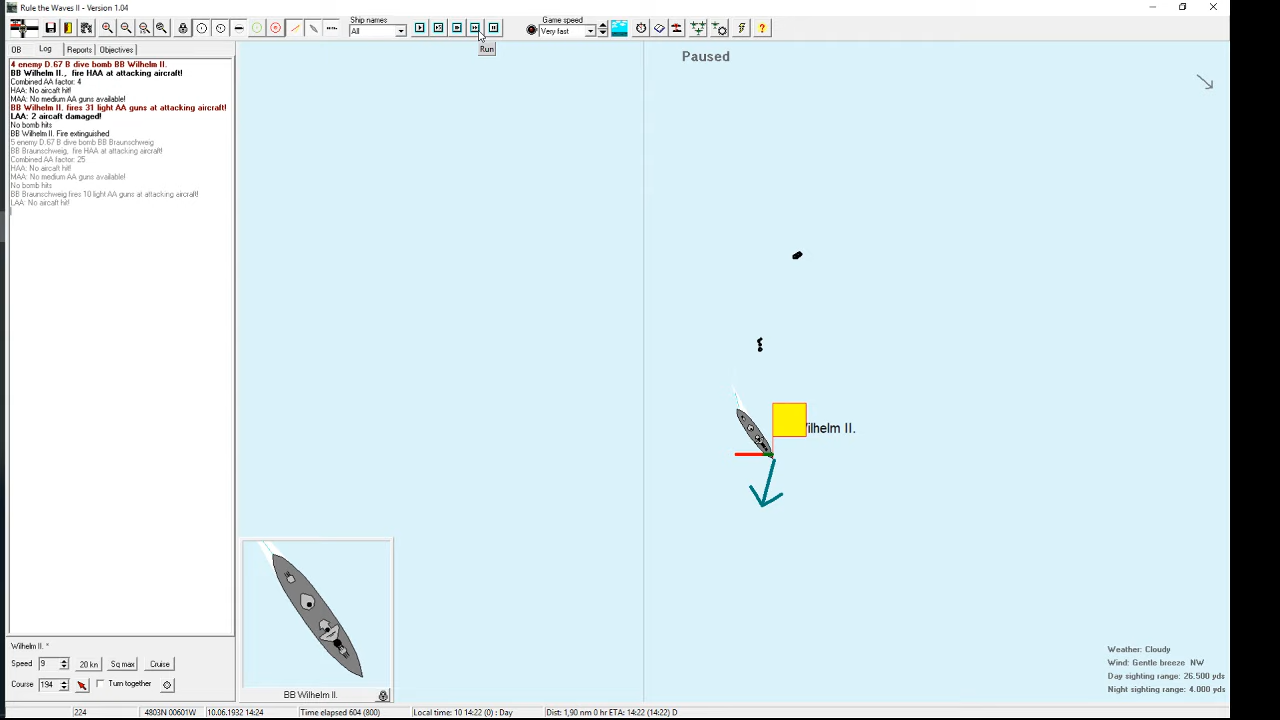 Rule the Waves II - Version 1.04
Ship names
All
Game speed
Very fast
Run
OB
Log
Reports
Objectives
Paused
4 enemy D.67 B dive bomb BB Wilhelm II.
BB Wilhelm II., fire HAA at attacking aircraft!
Combined AA factor: 4
HAA: No aircaft hit!
MAA: No medium AA guns available!
BB Wilhelm II. fires 31 light AA guns at attacking aircraft!
LAA: 2 aircaft damaged!
No bomb hits
BB Wilhelm II. Fire extinguished
5 enemy D.67 B dive bomb BB Braunschweig
BB Braunschweig, fire HAA at attacking aircraft!
Combined AA factor: 25
HAA: No aircaft hit!
MAA: No medium AA guns available!
No bomb hits
BB Braunschweig fires 10 light AA guns at attacking aircraft!
LAA: No aircaft hit!
ilhelm II.
Wilhelm II. *
Speed 9 20 kn Sq max Cruise
Course 194 Turn together
BB Wilhelm II.
Weather: Cloudy
Wind: Gentle breeze NW
Day sighting range: 26.500 yds
Night sighting range: 4.000 yds
224 4803N 00601W 10.06.1932 14:24 Time elapsed 604 (800) Local time: 10 14:22 (0) : Day Dist: 1,90 nm 0 hr ETA: 14:22 (14:22) D